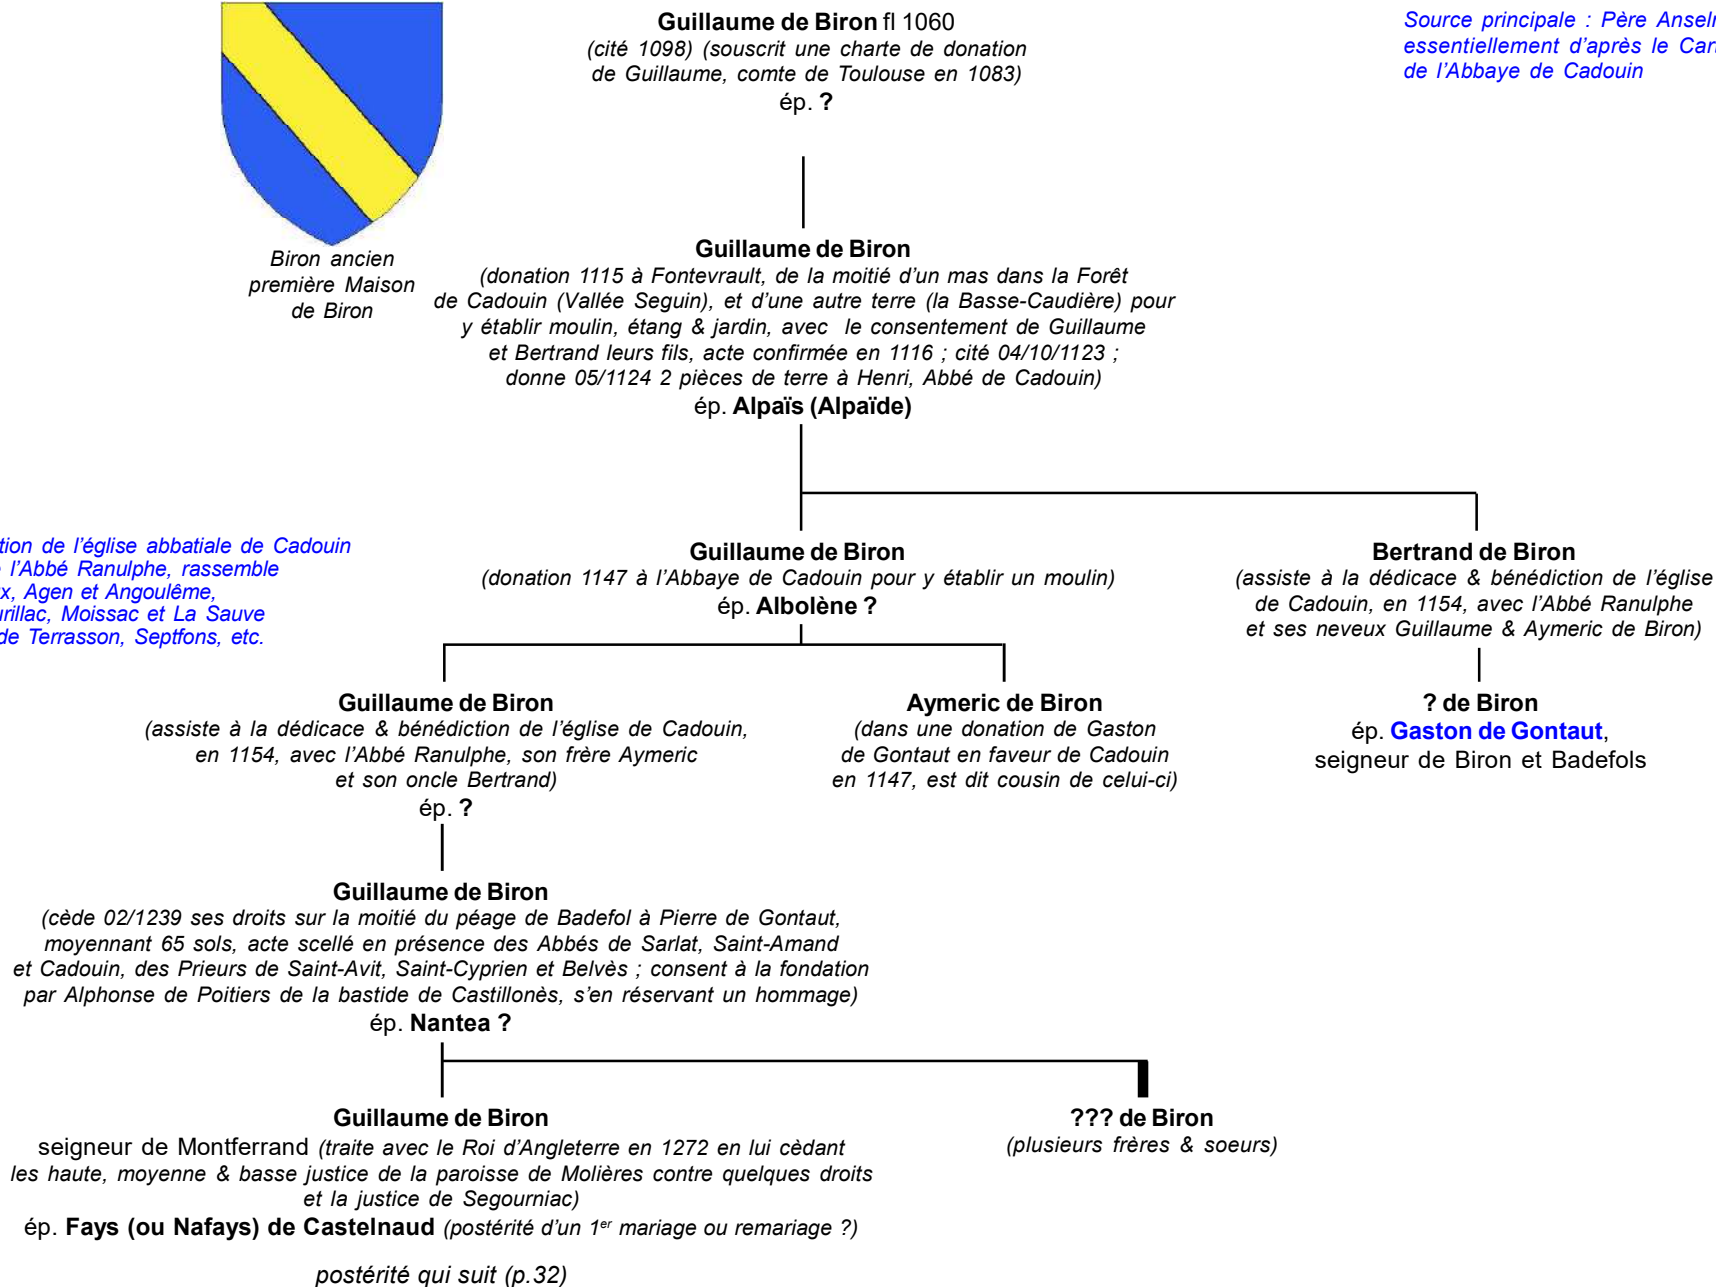 Guillaume de Biron fl 1060
(cité 1098) (souscrit une charte de donation
de Guillaume, comte de Toulouse en 1083)
ép. ?
Source principale : Père Anselm
essentiellement d'après le Car
de l'Abbaye de Cadouin
Biron ancien
première Maison
de Biron
Guillaume de Biron
(donation 1115 à Fontevrault, de la moitié d'un mas dans la Forêt
de Cadouin (Vallée Seguin), et d'une autre terre (la Basse-Caudière) pour
y établir moulin, étang & jardin, avec le consentement de Guillaume
et Bertrand leurs fils, acte confirmée en 1116 ; cité 04/10/1123 ;
donne 05/1124 2 pièces de terre à Henri, Abbé de Cadouin)
ép. Alpaïs (Alpaïde)
tion de l'église abbatiale de Cadouin
l'Abbé Ranulphe, rassemble
x, Agen et Angoulême,
urillac, Moissac et La Sauve
de Terrasson, Septfons, etc.
Guillaume de Biron
(donation 1147 à l'Abbaye de Cadouin pour y établir un moulin)
ép. Albolène ?
Bertrand de Biron
(assiste à la dédicace & bénédiction de l'église
de Cadouin, en 1154, avec l'Abbé Ranulphe
et ses neveux Guillaume & Aymeric de Biron)
Guillaume de Biron
(assiste à la dédicace & bénédiction de l'église de Cadouin,
en 1154, avec l'Abbé Ranulphe, son frère Aymeric
et son oncle Bertrand)
ép. ?
Aymeric de Biron
(dans une donation de Gaston
de Gontaut en faveur de Cadouin
en 1147, est dit cousin de celui-ci)
? de Biron
ép. Gaston de Gontaut,
seigneur de Biron et Badefols
Guillaume de Biron
(cède 02/1239 ses droits sur la moitié du péage de Badefol à Pierre de Gontaut,
moyennant 65 sols, acte scellé en présence des Abbés de Sarlat, Saint-Amand
et Cadouin, des Prieurs de Saint-Avit, Saint-Cyprien et Belvès ; consent à la fondation
par Alphonse de Poitiers de la bastide de Castillonès, s'en réservant un hommage)
ép. Nantea ?
Guillaume de Biron
seigneur de Montferrand (traite avec le Roi d'Angleterre en 1272 en lui cèdant
les haute, moyenne & basse justice de la paroisse de Molières contre quelques droits
et la justice de Segourniac)
ép. Fays (ou Nafays) de Castelnaud (postérité d'un 1er mariage ou remariage ?)
postérité qui suit (p.32)
??? de Biron
(plusieurs frères & soeurs)